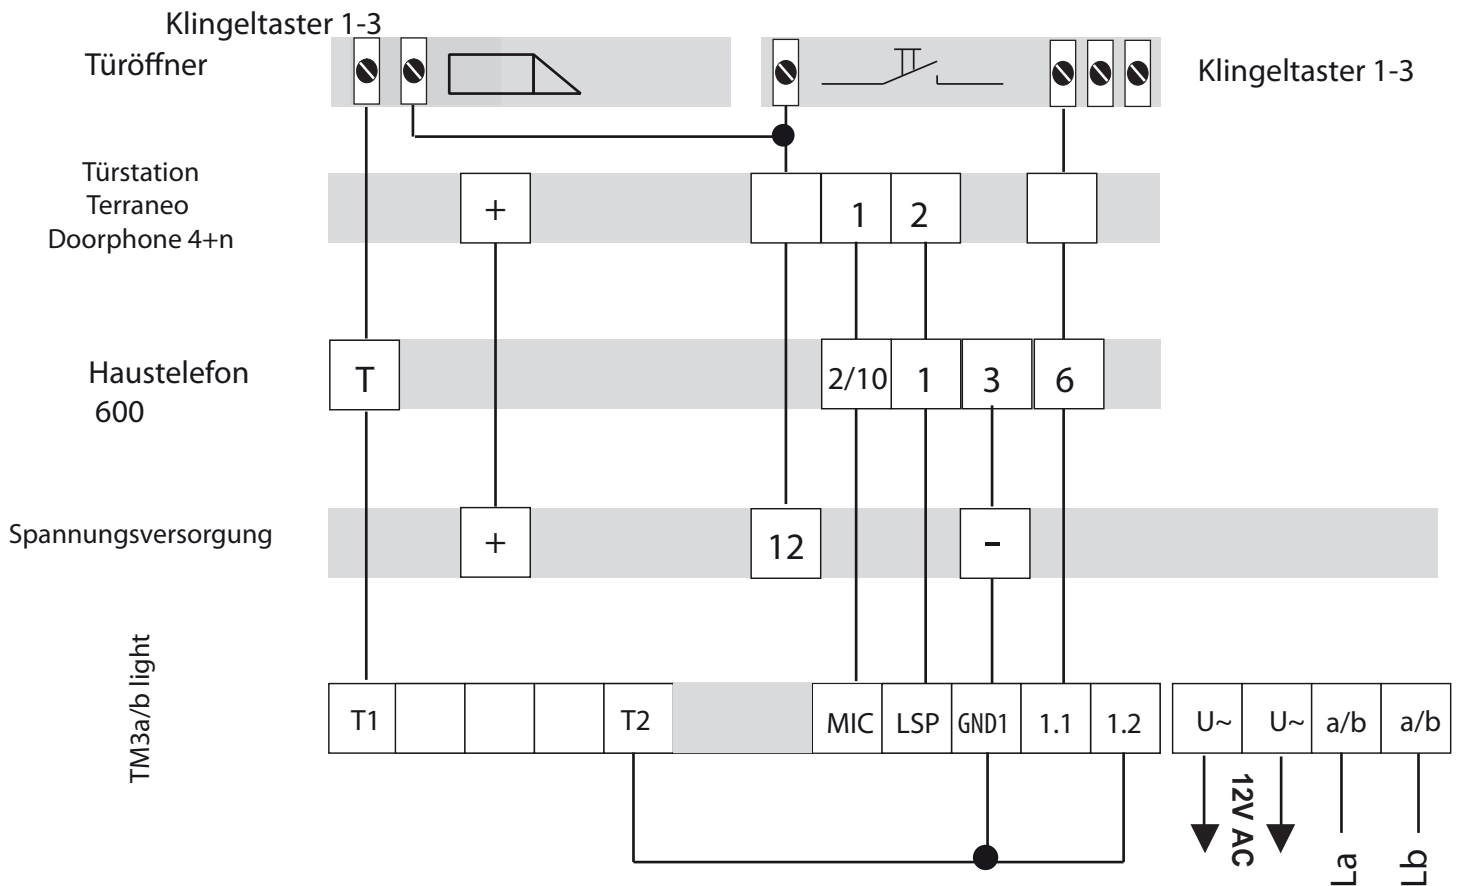 Klingeltaster 1-3
Türöffner
Klingeltaster 1-3
Türstation
Terraneo
Doorphone 4+n
+
1
2
Haustelefon
600
T
2/10
1
3
6
Spannungsversorgung
+
12
-
TM3a/b light
T1
T2
MIC
LSP
GND1
1.1
1.2
U~
U~
a/b
a/b
12V AC
La
Lb